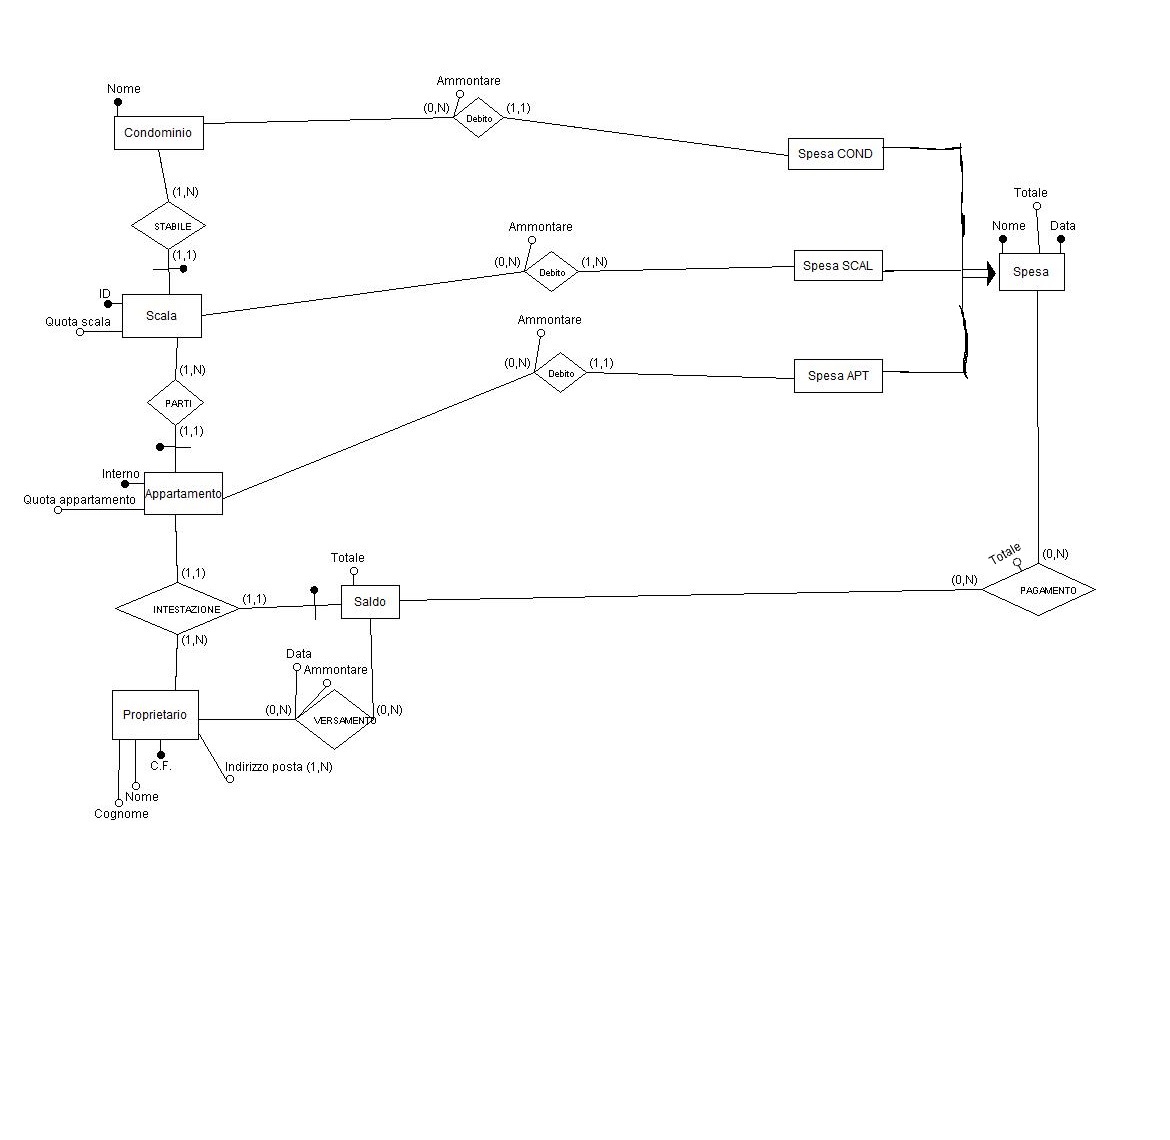 Nome
Condominio
(0,N)
Ammontare
Debito
(1,1)
Spesa COND
(1,N)
STABILE
(1,1)
Totale
Nome
Data
Spesa
ID
Quota scala
Scala
(0,N)
Ammontare
Debito
(1,N)
Spesa SCAL
(1,N)
PARTI
(1,1)
(0,N)
Ammontare
Debito
(1,1)
Spesa APT
Interno
Quota appartamento
Appartamento
(1,1)
INTESTAZIONE
(1,1)
(1,N)
Totale
Saldo
(0,N)
Totale
(0,N)
PAGAMENTO
Data
Ammontare
(0,N)
VERSAMENTO
(0,N)
Proprietario
C.F.
Nome
Cognome
Indirizzo posta (1,N)